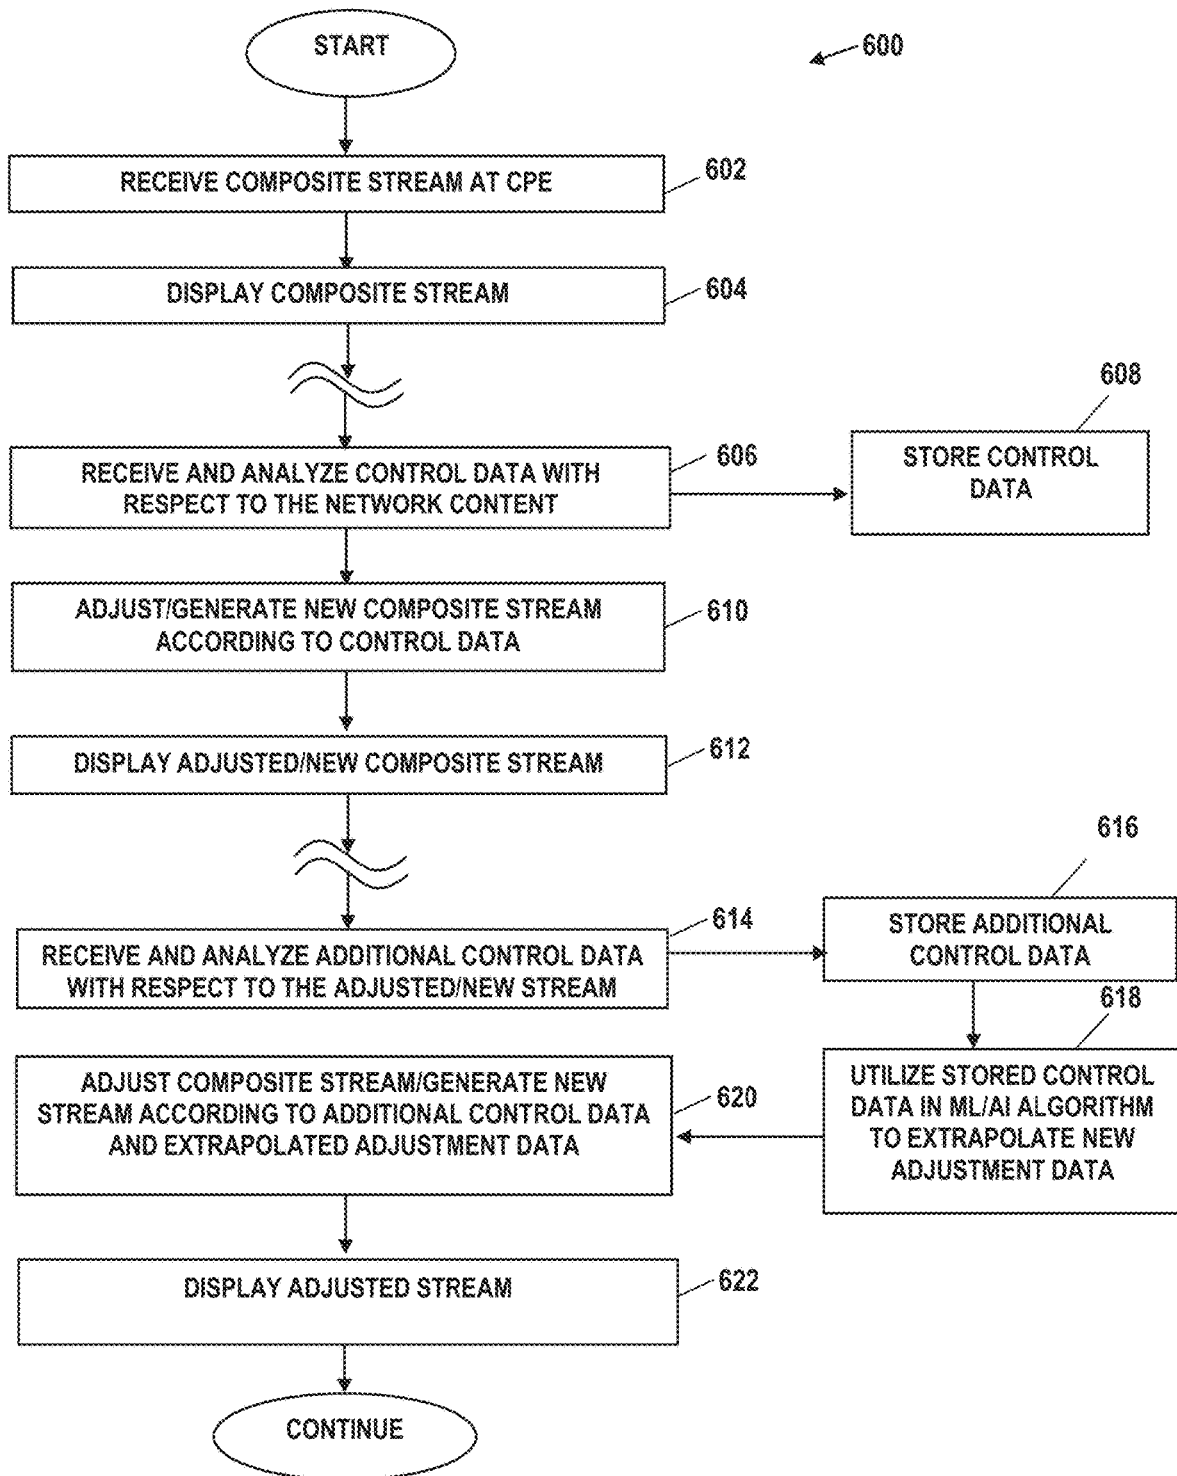 START
600
RECEIVE COMPOSITE STREAM AT CPE
602
DISPLAY COMPOSITE STREAM
604
RECEIVE AND ANALYZE CONTROL DATA WITH
RESPECT TO THE NETWORK CONTENT
606
608
STORE CONTROL
DATA
ADJUST/GENERATE NEW COMPOSITE STREAM
ACCORDING TO CONTROL DATA
610
DISPLAY ADJUSTED/NEW COMPOSITE STREAM
612
RECEIVE AND ANALYZE ADDITIONAL CONTROL DATA
WITH RESPECT TO THE ADJUSTED/NEW STREAM
614
616
STORE ADDITIONAL
CONTROL DATA
618
UTILIZE STORED CONTROL
DATA IN ML/AI ALGORITHM
TO EXTRAPOLATE NEW
ADJUSTMENT DATA
ADJUST COMPOSITE STREAM/GENERATE NEW
STREAM ACCORDING TO ADDITIONAL CONTROL DATA
AND EXTRAPOLATED ADJUSTMENT DATA
620
DISPLAY ADJUSTED STREAM
622
CONTINUE